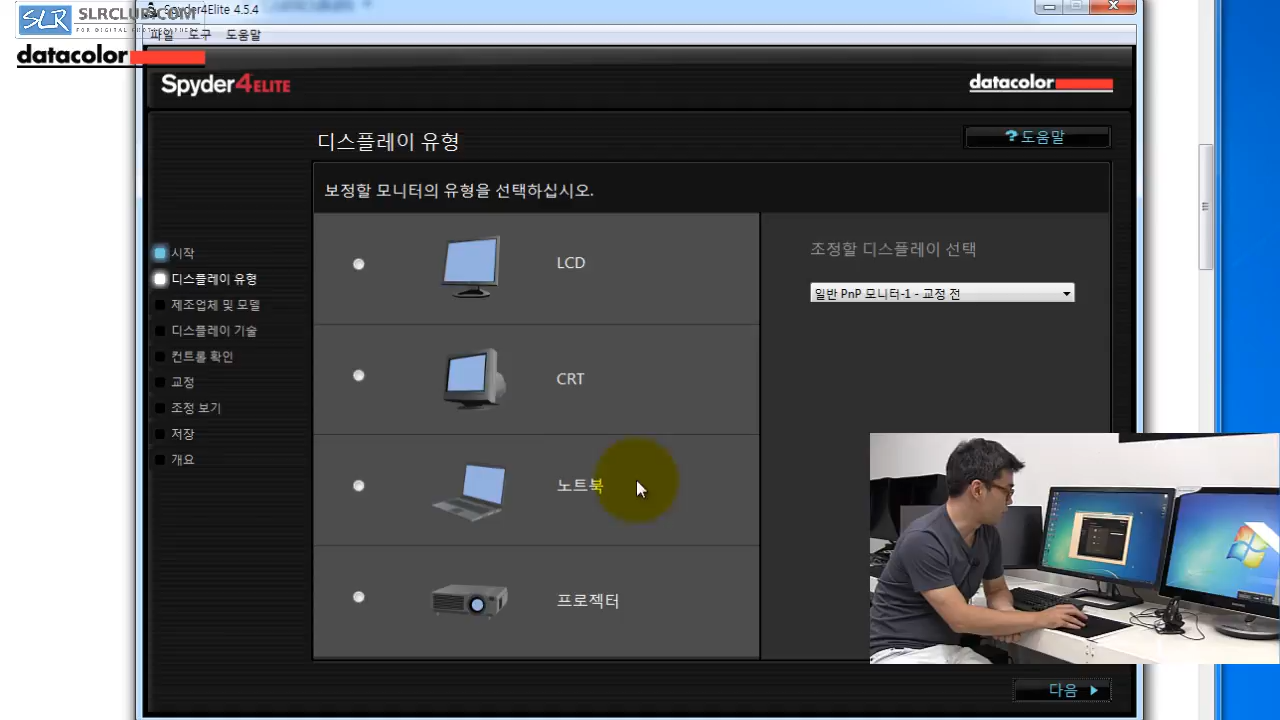 SLR SLRCLUB.COM
FOR DIGITAL PHOTOGRAPHERS
datacolor
Spyder4Elite 4.5.4
파일 도구 도움말
Spyder4ELITE
datacolor
디스플레이 유형
? 도움말
보정할 모니터의 유형을 선택하십시오.
시작
디스플레이 유형
제조업체 및 모델
디스플레이 기술
컨트롤 확인
교정
조정 보기
저장
개요
LCD
CRT
노트북
프로젝터
조정할 디스플레이 선택
일반 PnP 모니터-1 - 교정 전
다음